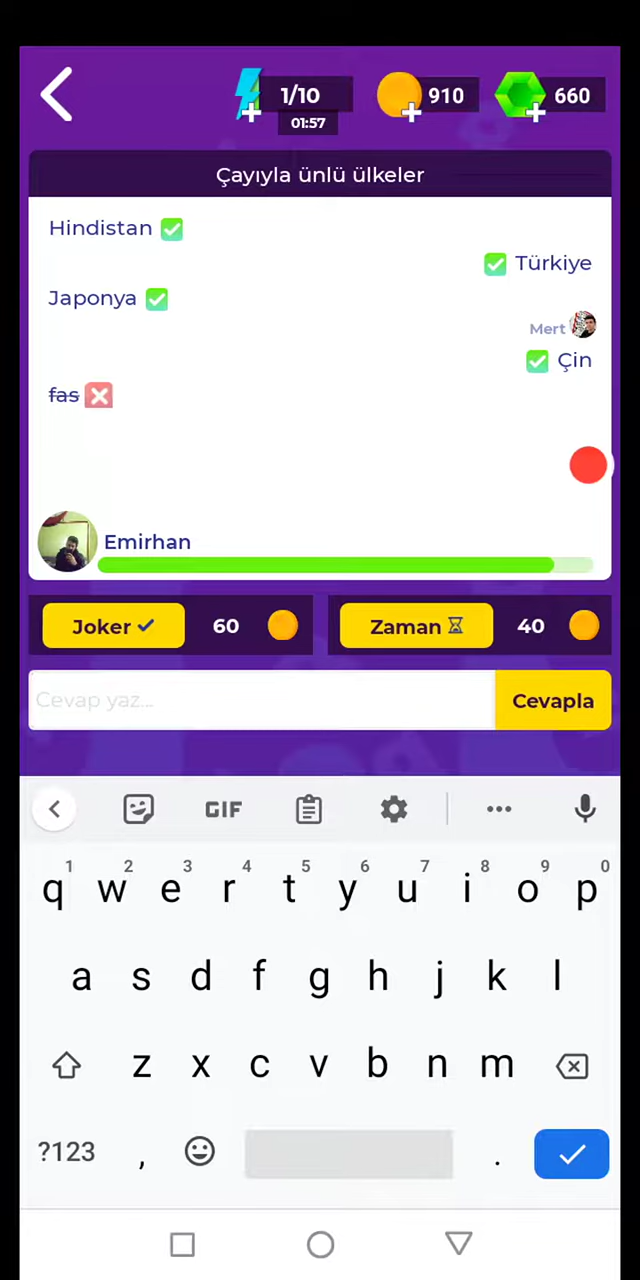 1/10
910
660
01:57
Çayıyla ünlü ülkeler
Hindistan
Türkiye
Japonya
Mert
Çin
fas
Emirhan
Joker 60
Zaman 40
Cevap yaz...
Cevapla
GIF
1 2 3 4 5 6 7 8 9 0
q w e r t y u i o p
a s d f g h j k l
z x c v b n m
?123 , .